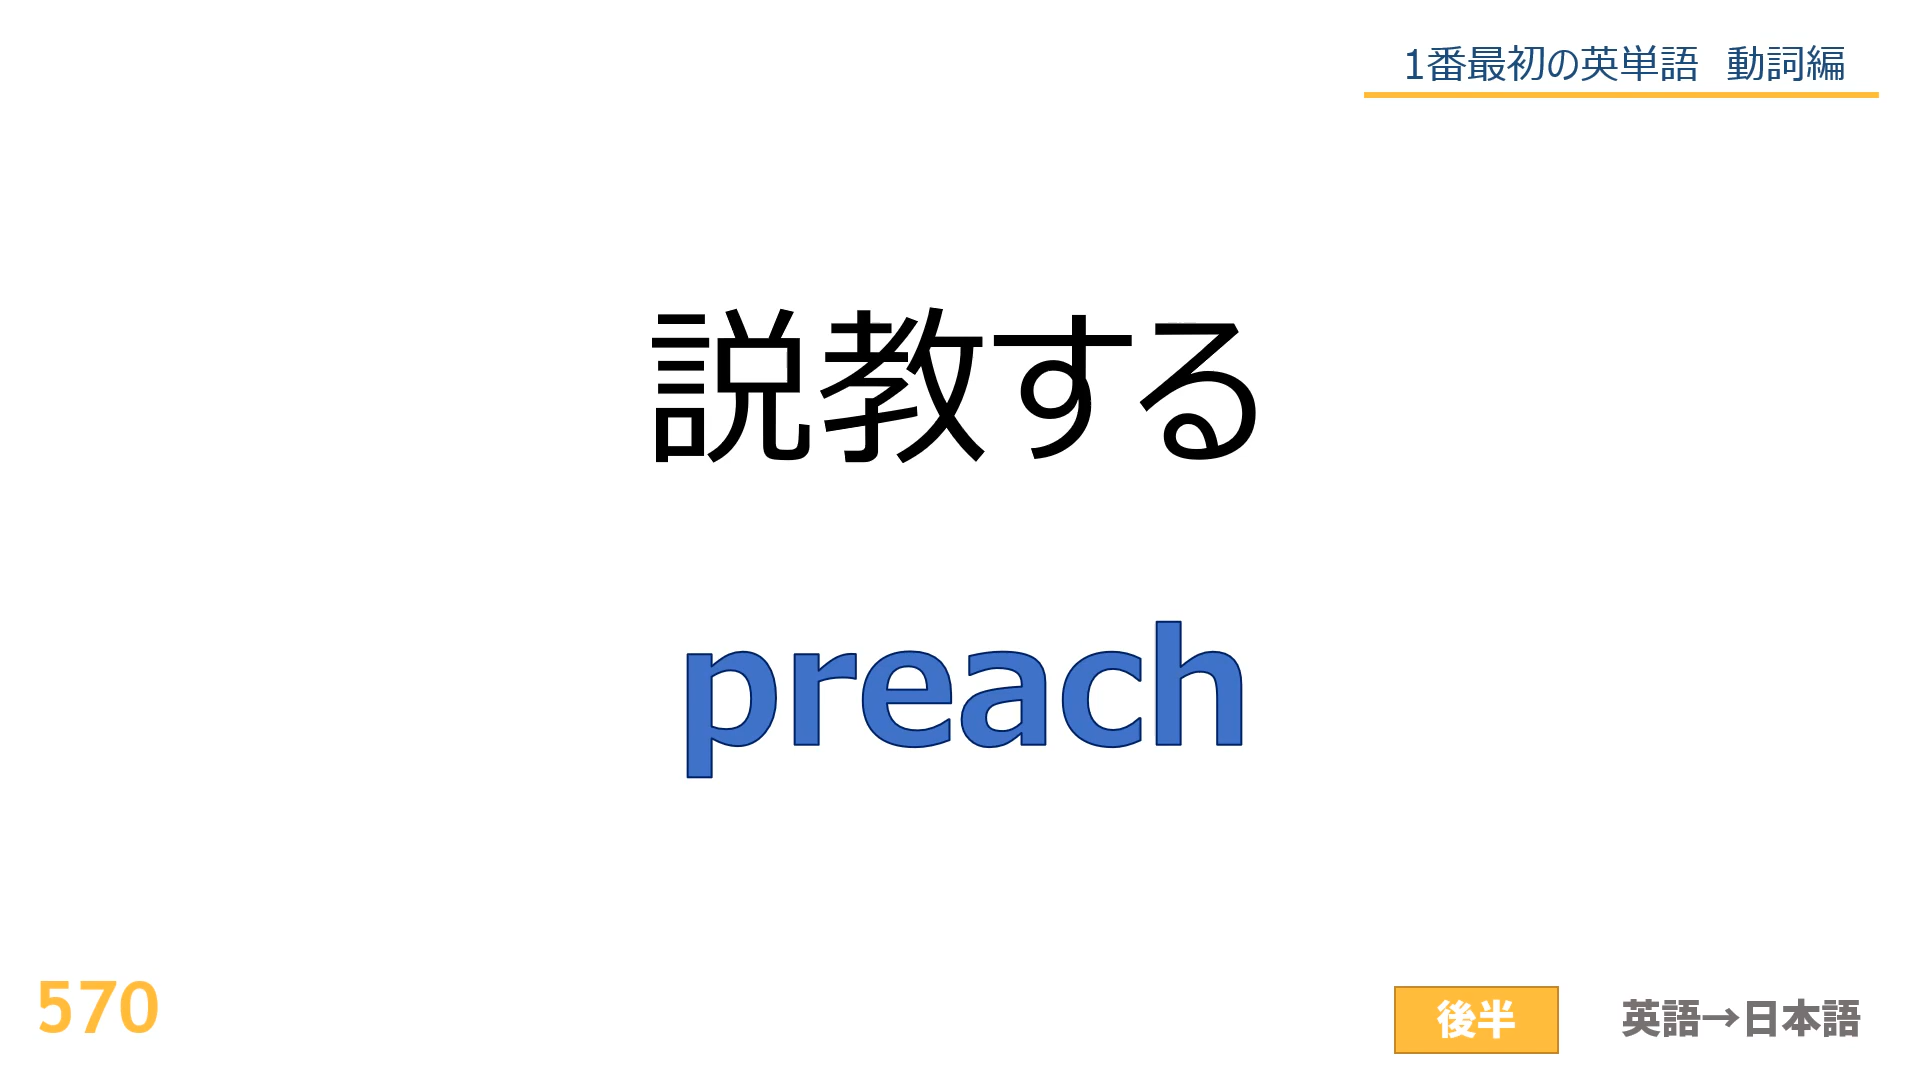 1番最初の英単語　動詞編
説教する
preach
570
後半
英語→日本語